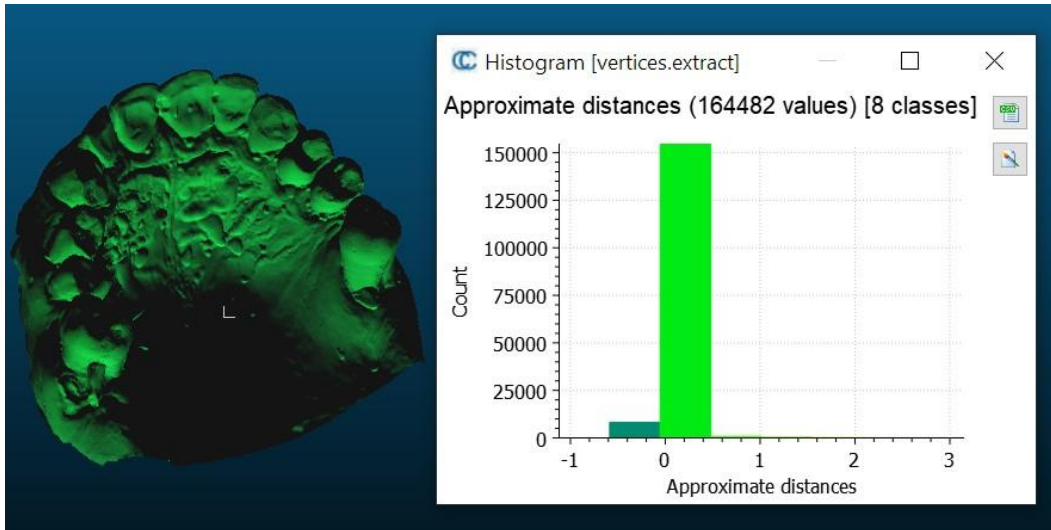 Histogram [vertices.extract]
Approximate distances (164482 values) [8 classes]
CSV
150000
125000
100000
75000
50000
25000
0
Count
-1 0 1 2 3
Approximate distances